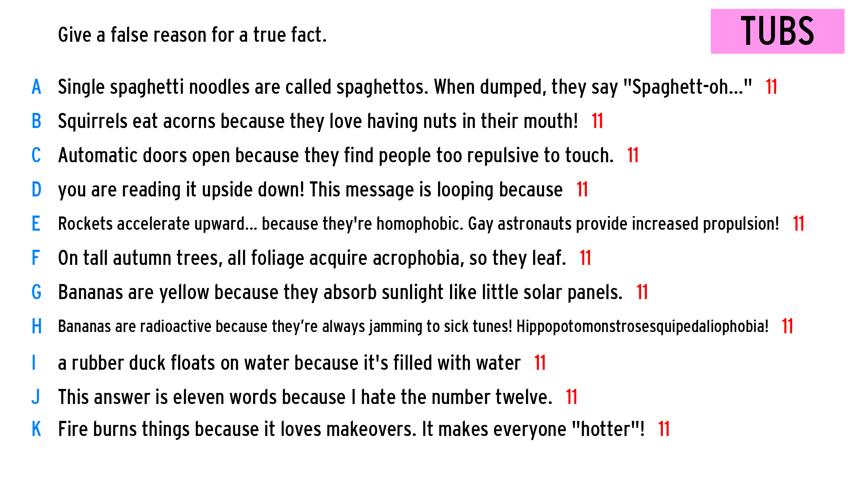 Give a false reason for a true fact.
TUBS
A Single spaghetti noodles are called spaghettos. When dumped, they say "Spaghett-oh..." 11
B Squirrels eat acorns because they love having nuts in their mouth! 11
C Automatic doors open because they find people too repulsive to touch. 11
D you are reading it upside down! This message is looping because 11
E Rockets accelerate upward... because they're homophobic. Gay astronauts provide increased propulsion! 11
F On tall autumn trees, all foliage acquire acrophobia, so they leaf. 11
G Bananas are yellow because they absorb sunlight like little solar panels. 11
H Bananas are radioactive because they're always jamming to sick tunes! Hippopotomonstrosesquipedaliophobia! 11
I a rubber duck floats on water because it's filled with water 11
J This answer is eleven words because I hate the number twelve. 11
K Fire burns things because it loves makeovers. It makes everyone "hotter"! 11